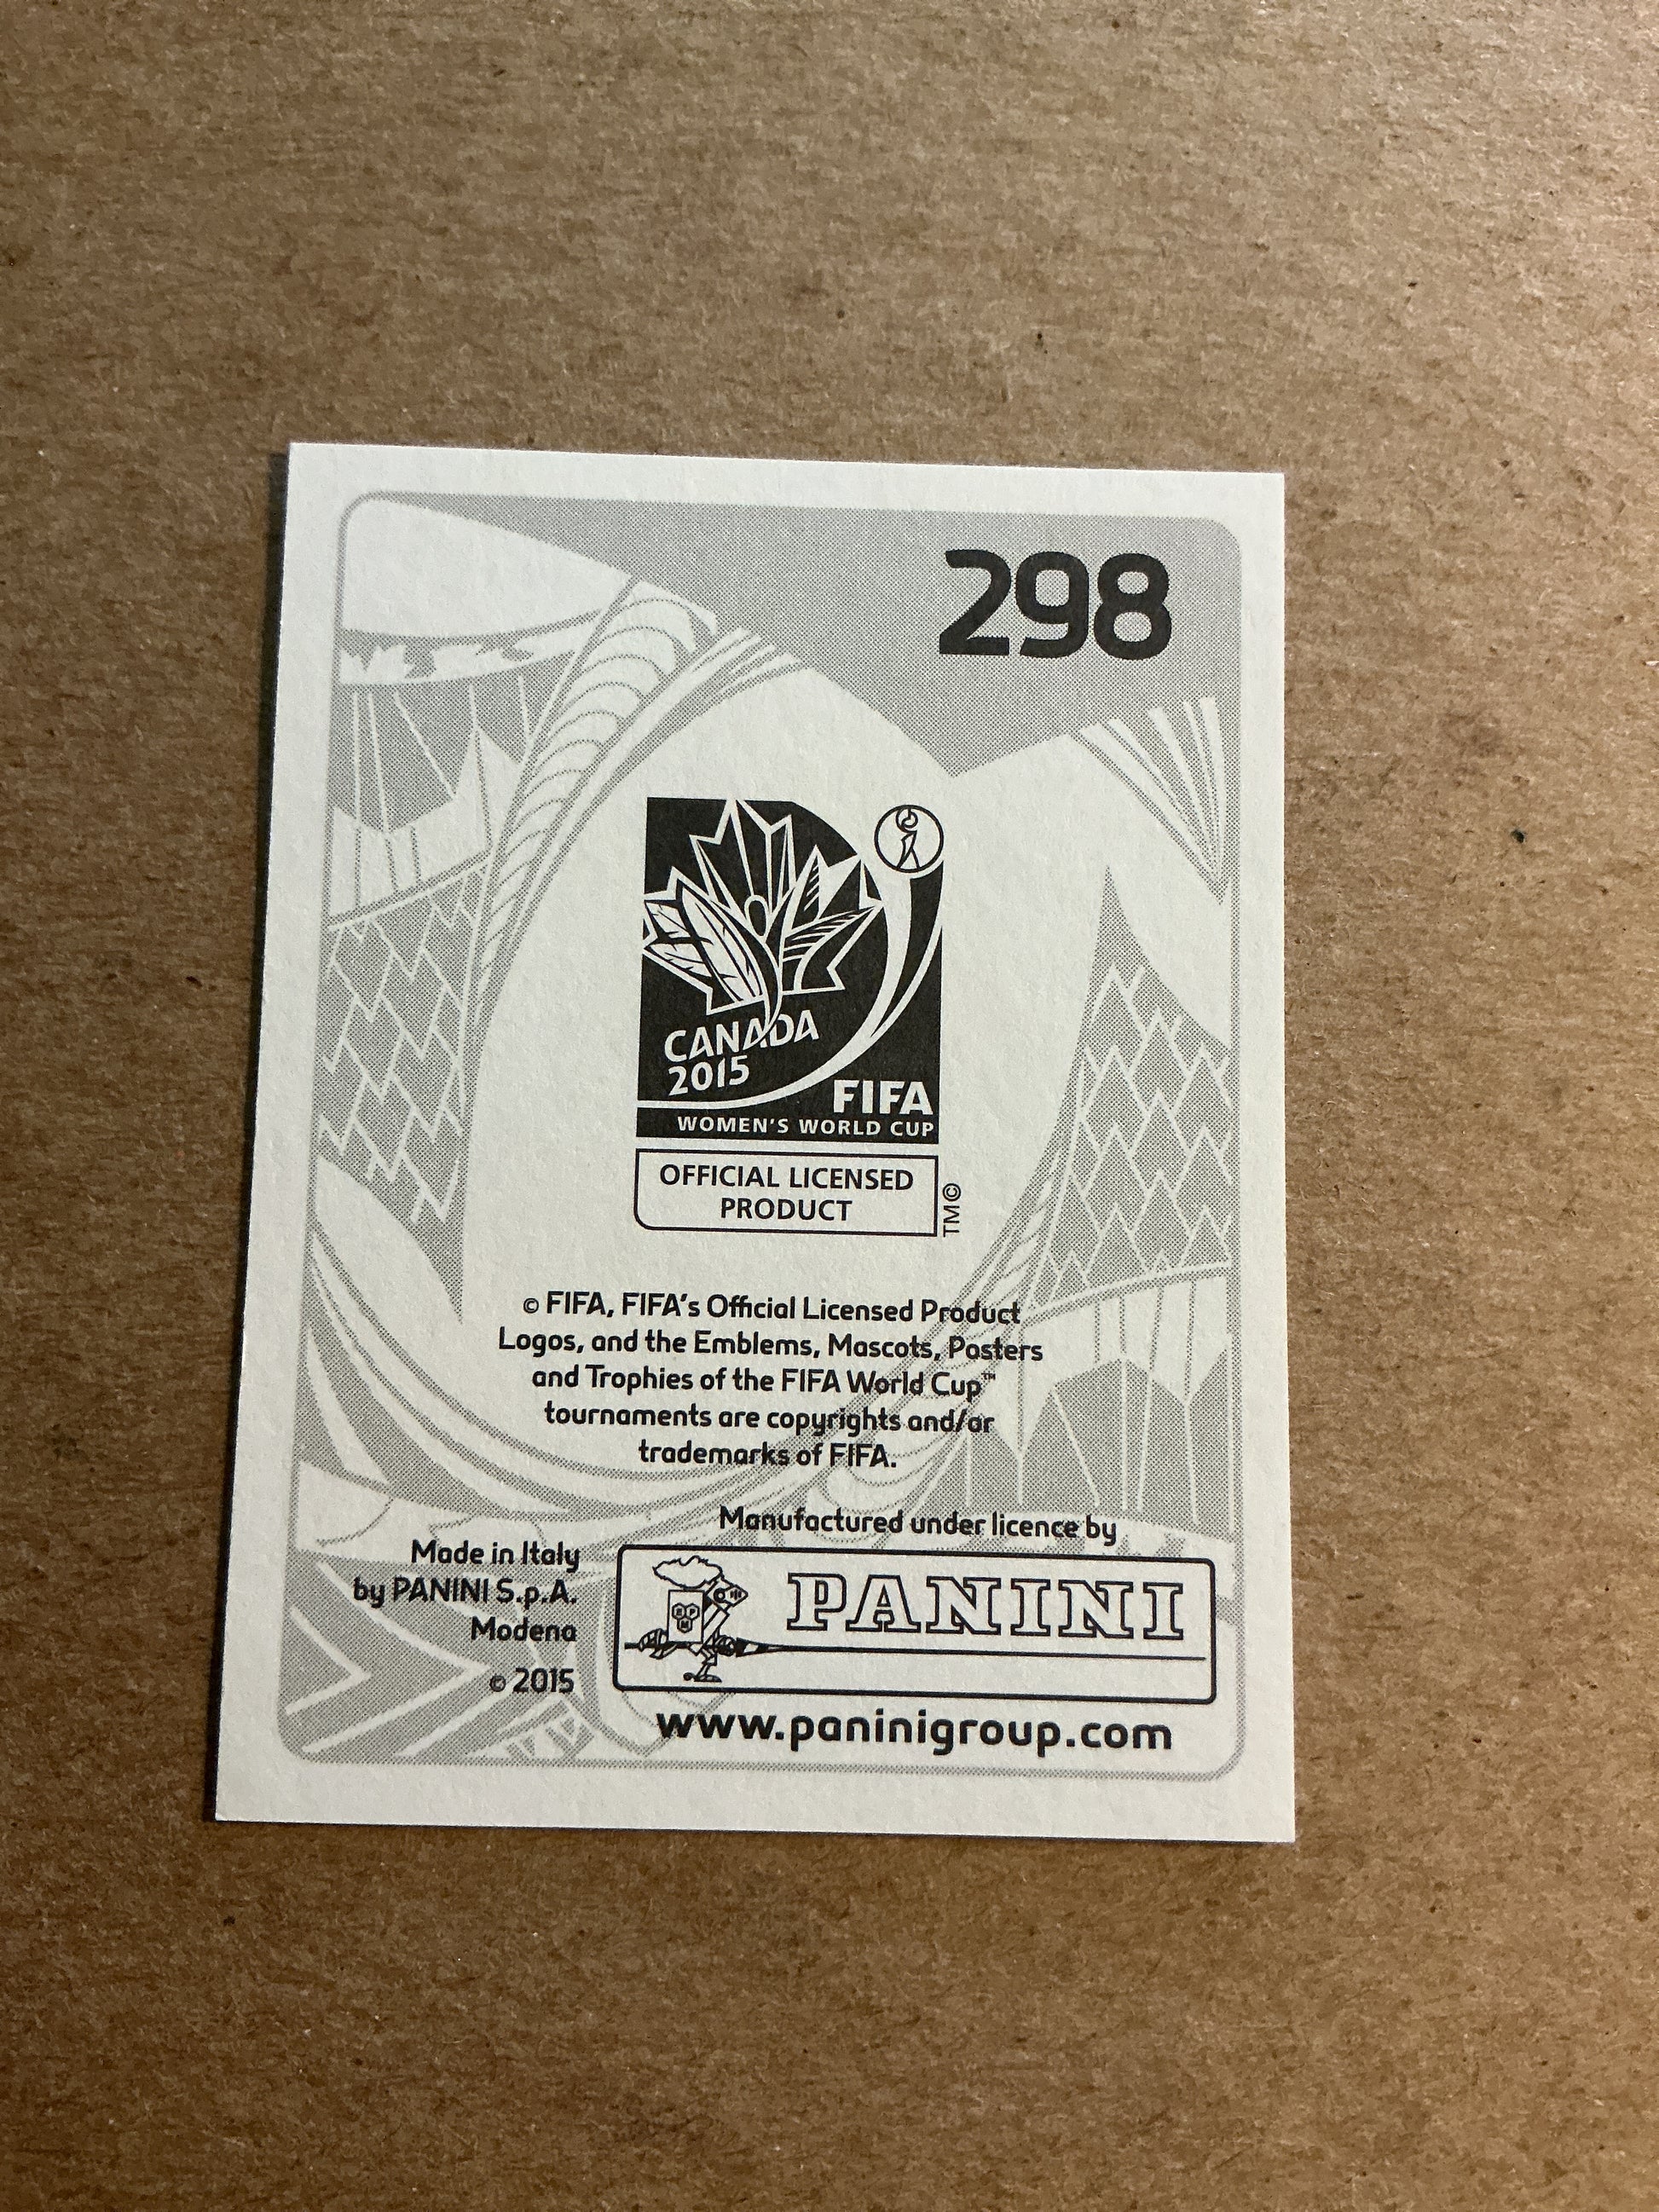 298
CANADA
2015
FIFA
WOMEN'S WORLD CUP
OFFICIAL LICENSED
PRODUCT
TM©
© FIFA, FIFA's Official Licensed Product
Logos, and the Emblems, Mascots, Posters
and Trophies of the FIFA World Cup™
tournaments are copyrights and/or
trademarks of FIFA.
Manufactured under licence by
Made in Italy
by PANINI S.p.A.
Modena
© 2015
PANINI
www.paninigroup.com